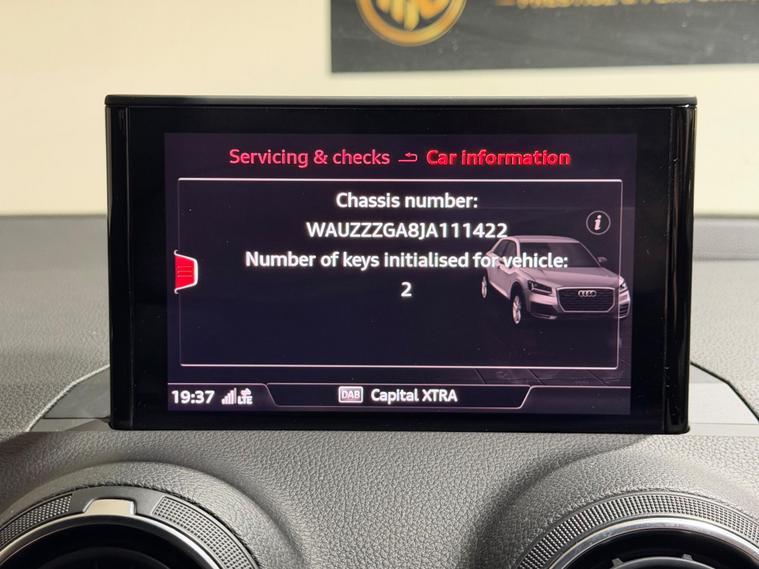 Servicing & checks Car information
Chassis number:
WAUZZZGA8JA111422
Number of keys initialised for vehicle:
2
19:37 LTE DAB Capital XTRA